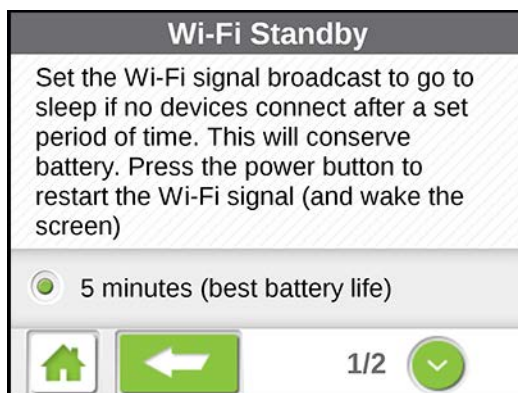 Wi-Fi Standby
Set the Wi-Fi signal broadcast to go to
sleep if no devices connect after a set
period of time. This will conserve
battery. Press the power button to
restart the Wi-Fi signal (and wake the
screen)
5 minutes (best battery life)
1/2